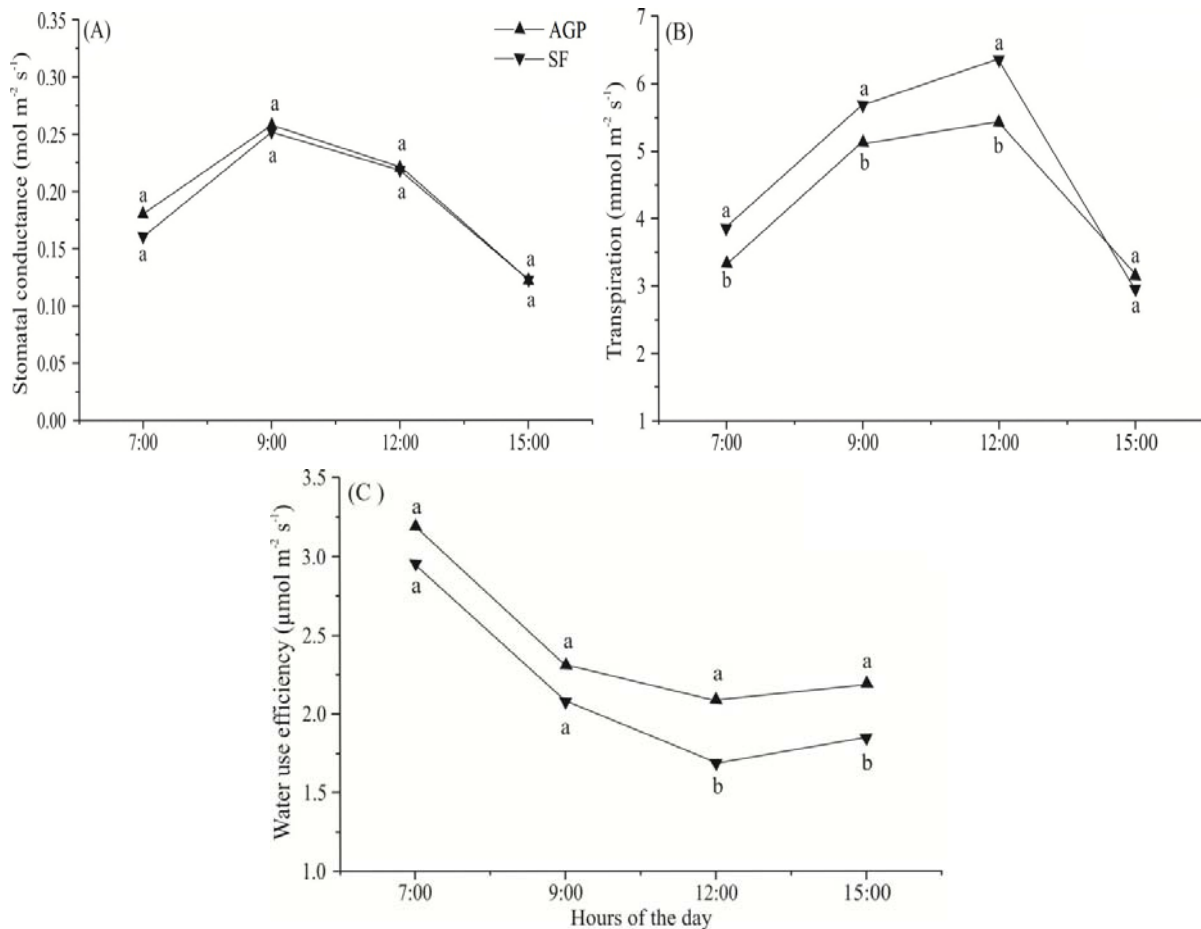 (A)
AGP
SF
Stomatal conductance (mol m⁻² s⁻¹)
0.35
0.30
0.25
0.20
0.15
0.10
0.05
0.00
a a a a
a a a a
7:00 9:00 12:00 15:00
(B)
Transpiration (mmol m⁻² s⁻¹)
7
6
5
4
3
2
1
a a a a
b b b a
7:00 9:00 12:00 15:00
(C )
Water use efficiency (µmol m⁻² s⁻¹)
3.5
3.0
2.5
2.0
1.5
1.0
a a a a
a a b b
7:00 9:00 12:00 15:00
Hours of the day